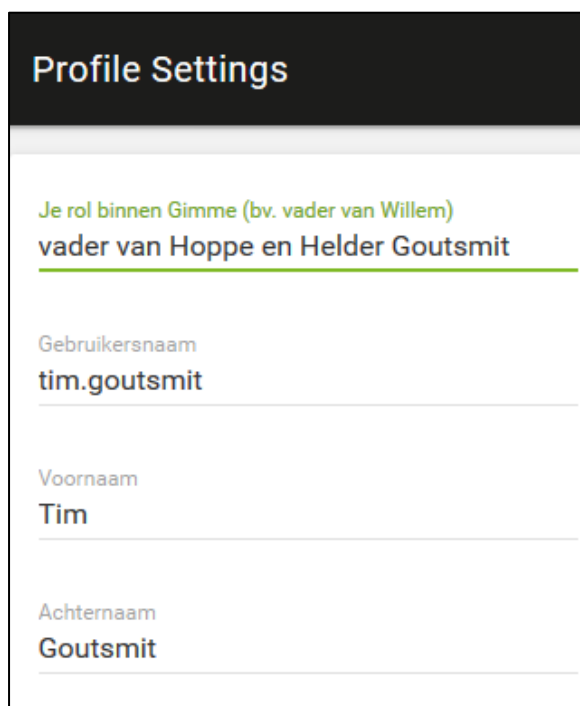 Profile Settings
Je rol binnen Gimme (bv. vader van Willem)
vader van Hoppe en Helder Goutsmit
Gebruikersnaam
tim.goutsmit
Voornaam
Tim
Achternaam
Goutsmit